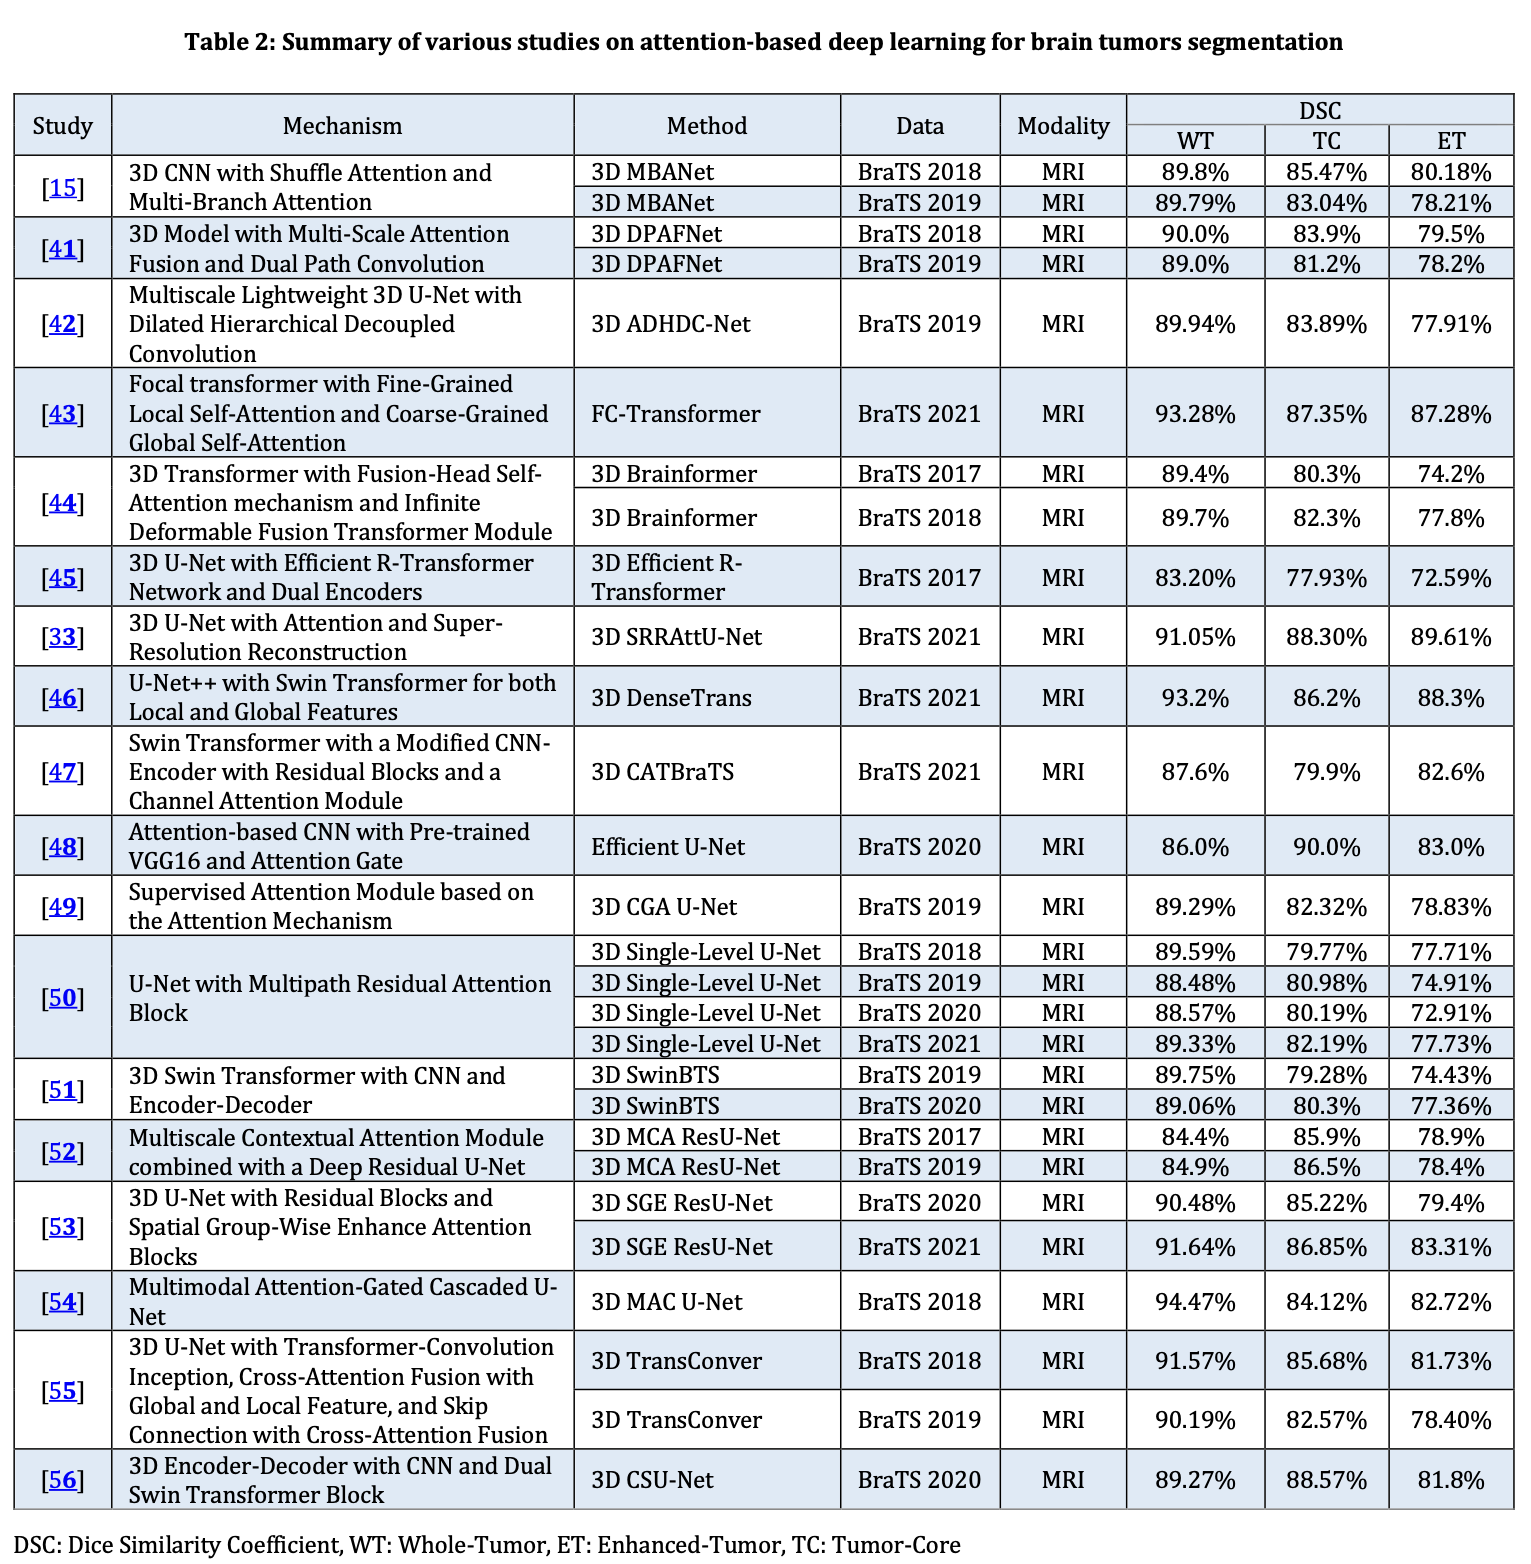 Table 2: Summary of various studies on attention-based deep learning for brain tumors segmentation
Study Mechanism Method Data Modality DSC
WT TC ET
[15] 3D CNN with Shuffle Attention and
Multi-Branch Attention
3D MBANet BraTS 2018 MRI 89.8% 85.47% 80.18%
3D MBANet BraTS 2019 MRI 89.79% 83.04% 78.21%
[41] 3D Model with Multi-Scale Attention
Fusion and Dual Path Convolution
3D DPAFNet BraTS 2018 MRI 90.0% 83.9% 79.5%
3D DPAFNet BraTS 2019 MRI 89.0% 81.2% 78.2%
[42] Multiscale Lightweight 3D U-Net with
Dilated Hierarchical Decoupled
Convolution
3D ADHDC-Net BraTS 2019 MRI 89.94% 83.89% 77.91%
[43] Focal transformer with Fine-Grained
Local Self-Attention and Coarse-Grained
Global Self-Attention
FC-Transformer BraTS 2021 MRI 93.28% 87.35% 87.28%
[44] 3D Transformer with Fusion-Head Self-
Attention mechanism and Infinite
Deformable Fusion Transformer Module
3D Brainformer BraTS 2017 MRI 89.4% 80.3% 74.2%
3D Brainformer BraTS 2018 MRI 89.7% 82.3% 77.8%
[45] 3D U-Net with Efficient R-Transformer
Network and Dual Encoders
3D Efficient R-
Transformer
BraTS 2017 MRI 83.20% 77.93% 72.59%
[33] 3D U-Net with Attention and Super-
Resolution Reconstruction
3D SRRAttU-Net BraTS 2021 MRI 91.05% 88.30% 89.61%
[46] U-Net++ with Swin Transformer for both
Local and Global Features
3D DenseTrans BraTS 2021 MRI 93.2% 86.2% 88.3%
[47] Swin Transformer with a Modified CNN-
Encoder with Residual Blocks and a
Channel Attention Module
3D CATBraTS BraTS 2021 MRI 87.6% 79.9% 82.6%
[48] Attention-based CNN with Pre-trained
VGG16 and Attention Gate
Efficient U-Net BraTS 2020 MRI 86.0% 90.0% 83.0%
[49] Supervised Attention Module based on
the Attention Mechanism
3D CGA U-Net BraTS 2019 MRI 89.29% 82.32% 78.83%
[50] U-Net with Multipath Residual Attention
Block
3D Single-Level U-Net BraTS 2018 MRI 89.59% 79.77% 77.71%
3D Single-Level U-Net BraTS 2019 MRI 88.48% 80.98% 74.91%
3D Single-Level U-Net BraTS 2020 MRI 88.57% 80.19% 72.91%
3D Single-Level U-Net BraTS 2021 MRI 89.33% 82.19% 77.73%
[51] 3D Swin Transformer with CNN and
Encoder-Decoder
3D SwinBTS BraTS 2019 MRI 89.75% 79.28% 74.43%
3D SwinBTS BraTS 2020 MRI 89.06% 80.3% 77.36%
[52] Multiscale Contextual Attention Module
combined with a Deep Residual U-Net
3D MCA ResU-Net BraTS 2017 MRI 84.4% 85.9% 78.9%
3D MCA ResU-Net BraTS 2019 MRI 84.9% 86.5% 78.4%
[53] 3D U-Net with Residual Blocks and
Spatial Group-Wise Enhance Attention
Blocks
3D SGE ResU-Net BraTS 2020 MRI 90.48% 85.22% 79.4%
3D SGE ResU-Net BraTS 2021 MRI 91.64% 86.85% 83.31%
[54] Multimodal Attention-Gated Cascaded U-
Net
3D MAC U-Net BraTS 2018 MRI 94.47% 84.12% 82.72%
[55] 3D U-Net with Transformer-Convolution
Inception, Cross-Attention Fusion with
Global and Local Feature, and Skip
Connection with Cross-Attention Fusion
3D TransConver BraTS 2018 MRI 91.57% 85.68% 81.73%
3D TransConver BraTS 2019 MRI 90.19% 82.57% 78.40%
[56] 3D Encoder-Decoder with CNN and Dual
Swin Transformer Block
3D CSU-Net BraTS 2020 MRI 89.27% 88.57% 81.8%
DSC: Dice Similarity Coefficient, WT: Whole-Tumor, ET: Enhanced-Tumor, TC: Tumor-Core